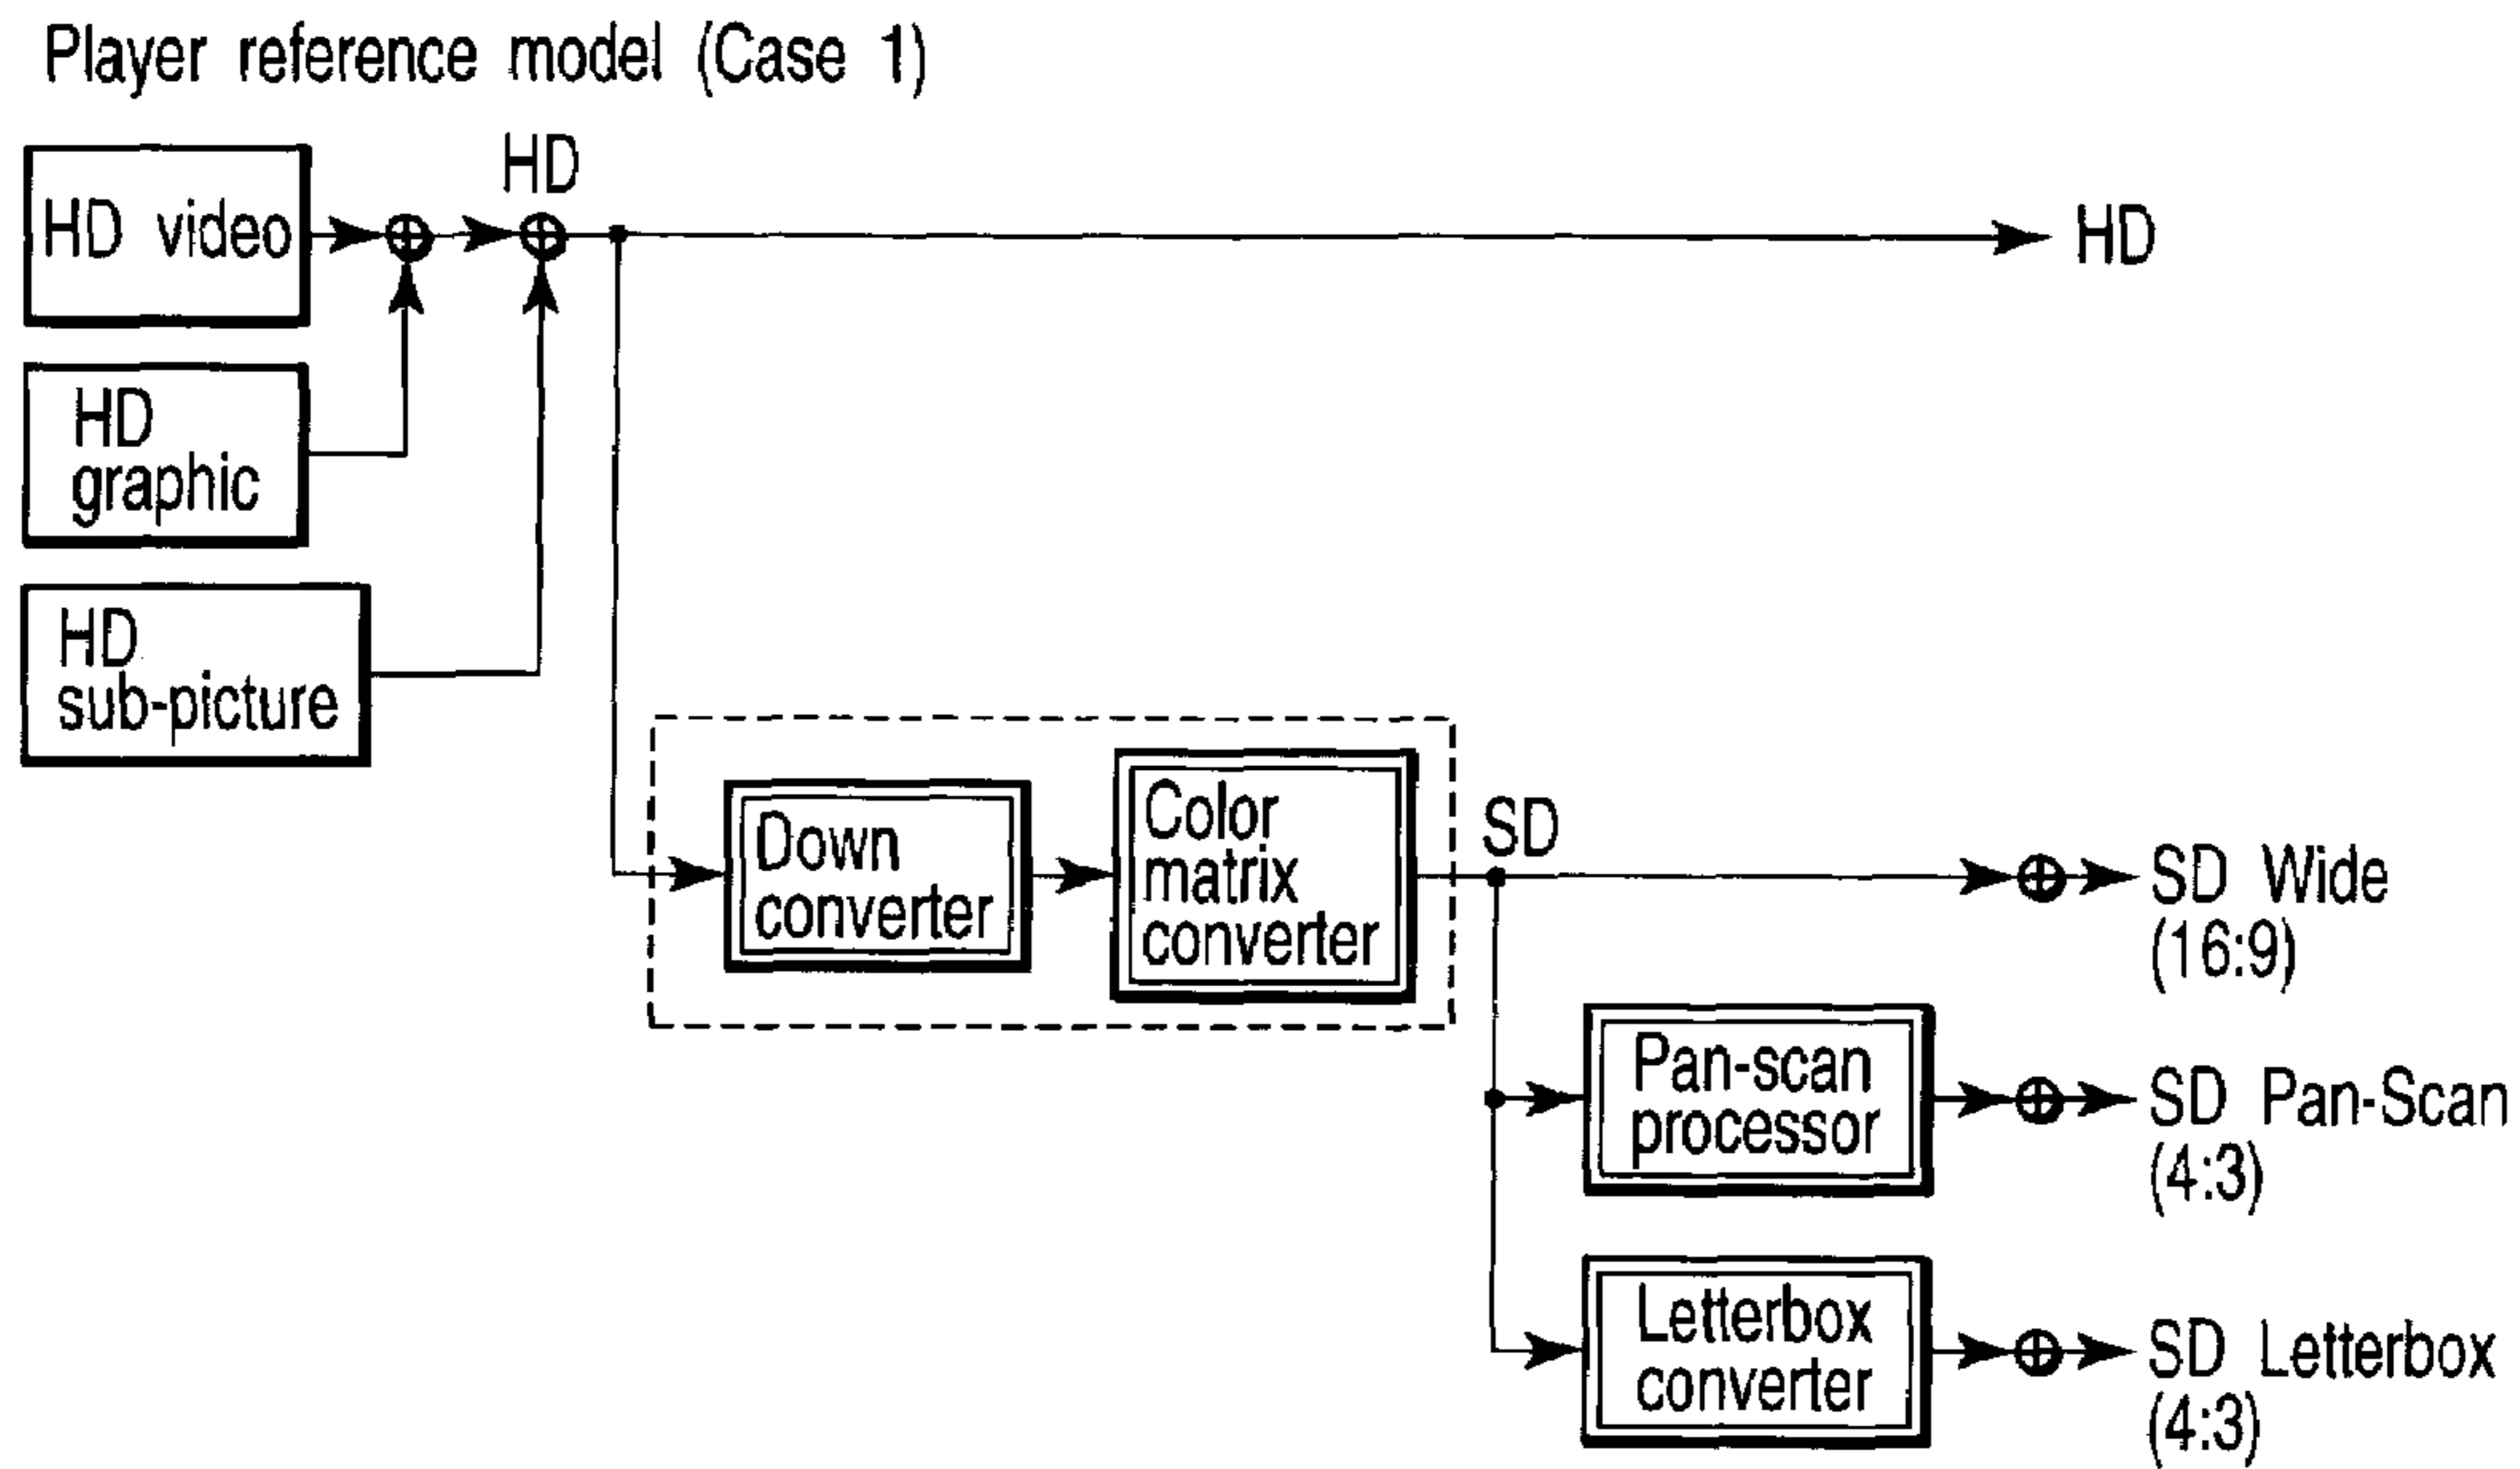 Player reference model (Case 1)
HD video
HD
HD
HD
graphic
HD
sub-picture
Down
converter
Color
matrix
converter
SD
SD Wide
(16:9)
Pan-scan
processor
SD Pan-Scan
(4:3)
Letterbox
converter
SD Letterbox
(4:3)